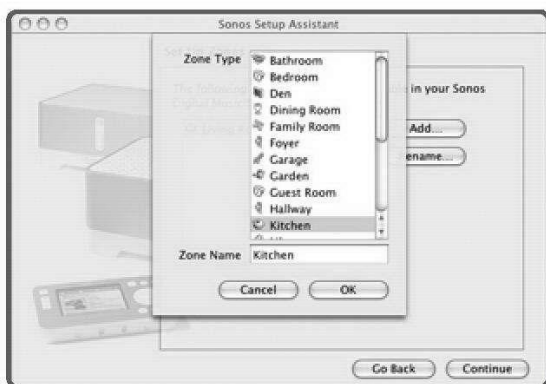 Sonos Setup Assistant
Zone Type
Bathroom
Bedroom
Den
Dining Room
Family Room
Foyer
Garage
Garden
Guest Room
Hallway
Kitchen
in your Sonos
Add...
ename...
Zone Name Kitchen
Cancel OK
Go Back Continue